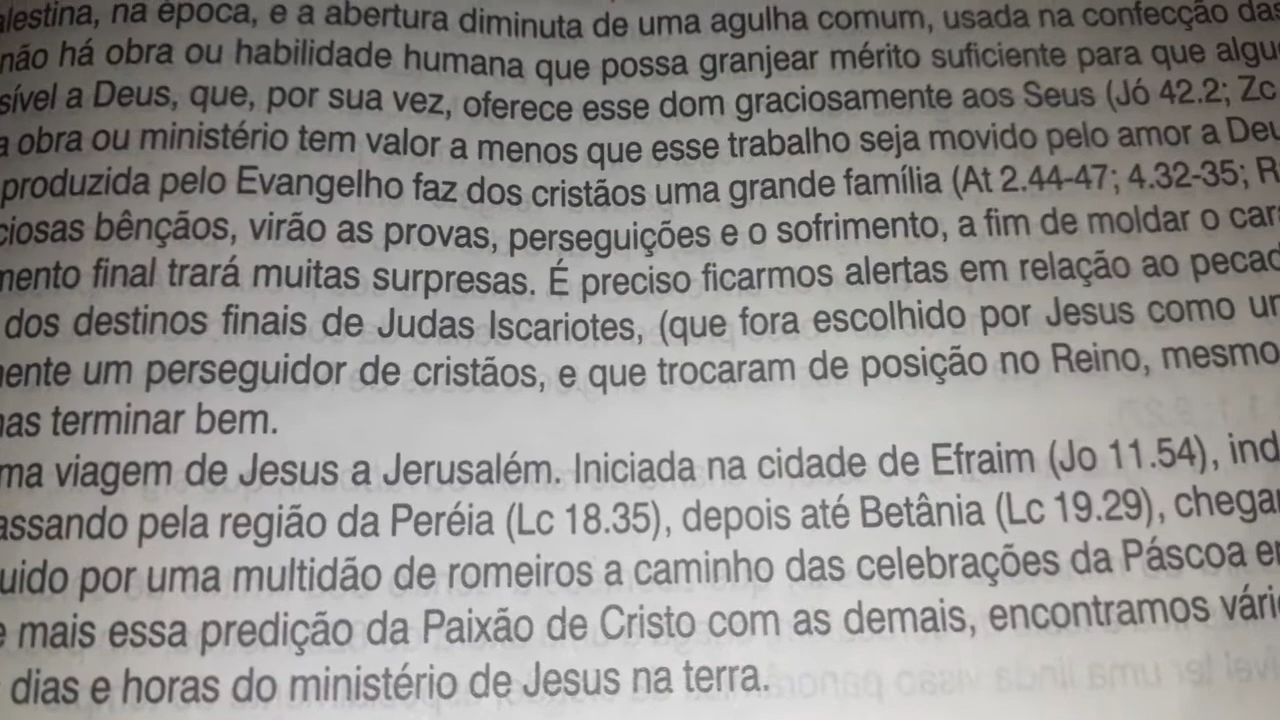 alestina, na época, e a abertura diminuta de uma agulha comum, usada na confecção das
não há obra ou habilidade humana que possa granjear mérito suficiente para que algu
sível a Deus, que, por sua vez, oferece esse dom graciosamente aos Seus (Jó 42.2; Zc
a obra ou ministério tem valor a menos que esse trabalho seja movido pelo amor a Deu
produzida pelo Evangelho faz dos cristãos uma grande família (At 2.44-47; 4.32-35; R
ciosas bênçãos, virão as provas, perseguições e o sofrimento, a fim de moldar o car
mento final trará muitas surpresas. É preciso ficarmos alertas em relação ao pecad
dos destinos finais de Judas Iscariotes, (que fora escolhido por Jesus como um
ente um perseguidor de cristãos, e que trocaram de posição no Reino, mesmo
as terminar bem.
ma viagem de Jesus a Jerusalém. Iniciada na cidade de Efraim (Jo 11.54), ind
assando pela região da Peréia (Lc 18.35), depois até Betânia (Lc 19.29), chegan
uido por uma multidão de romeiros a caminho das celebrações da Páscoa em
e mais essa predição da Paixão de Cristo com as demais, encontramos vário
dias e horas do ministério de Jesus na terra.